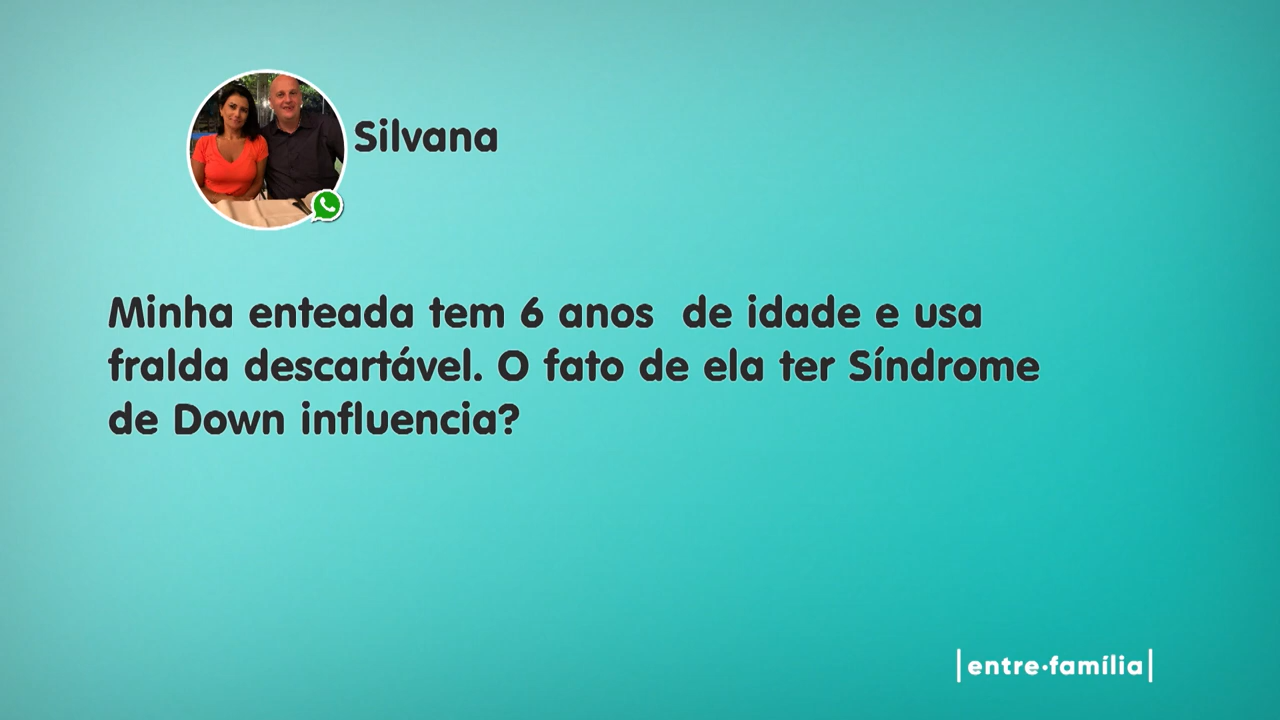 Silvana
Minha enteada tem 6 anos  de idade e usa
fralda descartável. O fato de ela ter Síndrome
de Down influencia?
|entre·família|